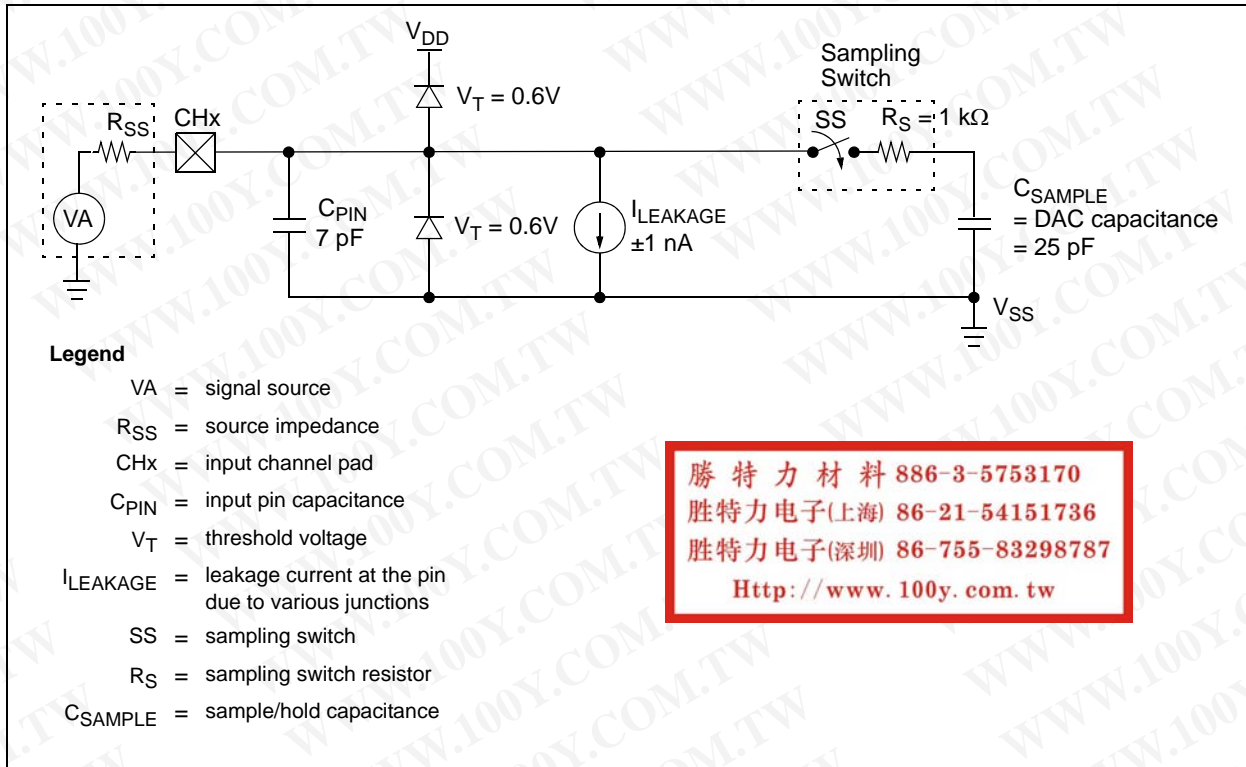 VDD
Sampling
Switch
VT = 0.6V
RSS
CHx
SS
RS = 1 kΩ
VA
CPIN
7 pF
VT = 0.6V
ILEAKAGE
±1 nA
CSAMPLE
= DAC capacitance
= 25 pF
VSS
Legend
VA = signal source
RSS = source impedance
CHx = input channel pad
CPIN = input pin capacitance
VT = threshold voltage
ILEAKAGE = leakage current at the pin
due to various junctions
SS = sampling switch
RS = sampling switch resistor
CSAMPLE = sample/hold capacitance
勝特力材料 886-3-5753170
胜特力电子(上海) 86-21-54151736
胜特力电子(深圳) 86-755-83298787
Http://www.100y.com.tw
WWW.100Y.COM.TW